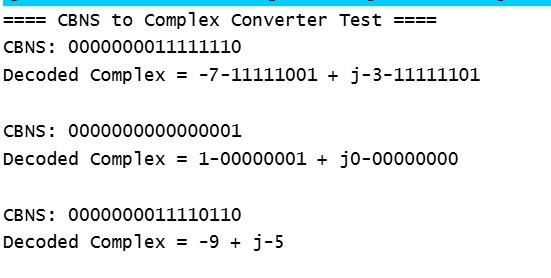 ==== CBNS to Complex Converter Test ====
CBNS: 0000000011111110
Decoded Complex = -7-11111001 + j-3-11111101
CBNS: 0000000000000001
Decoded Complex = 1-00000001 + j0-00000000
CBNS: 0000000011110110
Decoded Complex = -9 + j-5